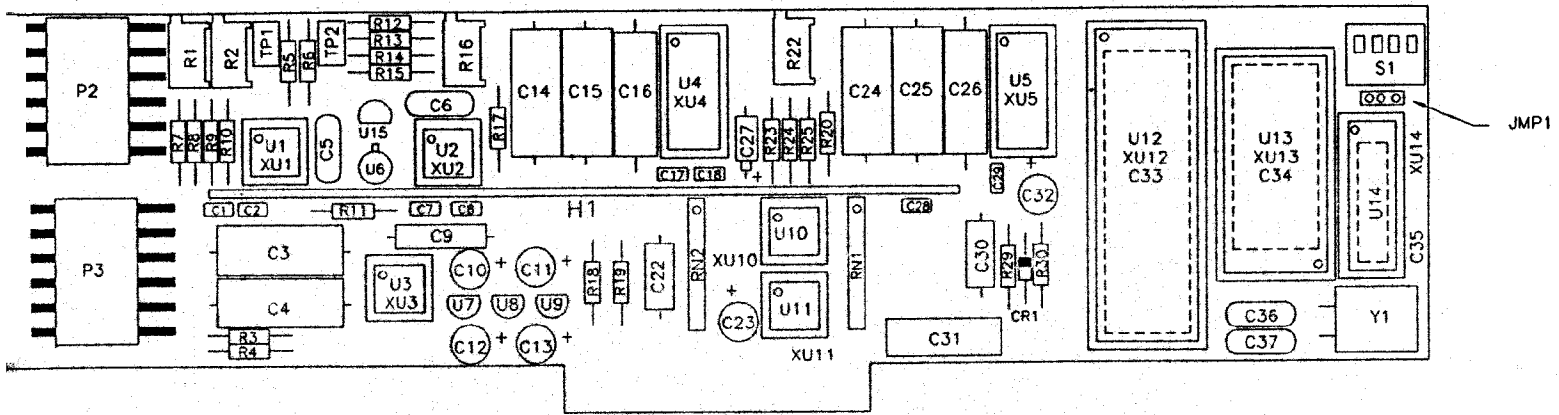 P2
R1
R2
TP1
R5
R6
TP2
R12
R13
R14
R15
R16
C14
C15
C16
U4
XU4
R22
C24
C25
C26
U5
XU5
U12
XU12
C33
U13
XU13
C34
S1
JMP1
XU14
U14
C35
R7
R8
R9
R10
U1
XU1
C5
U15
U6
C6
U2
XU2
R17
C17
C18
C27
+
R23
R24
R25
R20
C29
+
C32
P3
C1
C2
R11
C7
C8
H1
C28
C3
C9
C4
U3
XU3
C10
+
C11
+
U7
U8
U9
C12
+
C13
+
R3
R4
R18
R19
C22
RN2
XU10
U10
+
C23
U11
XU11
RN1
C30
R29
R30
CR1
C31
C36
C37
Y1